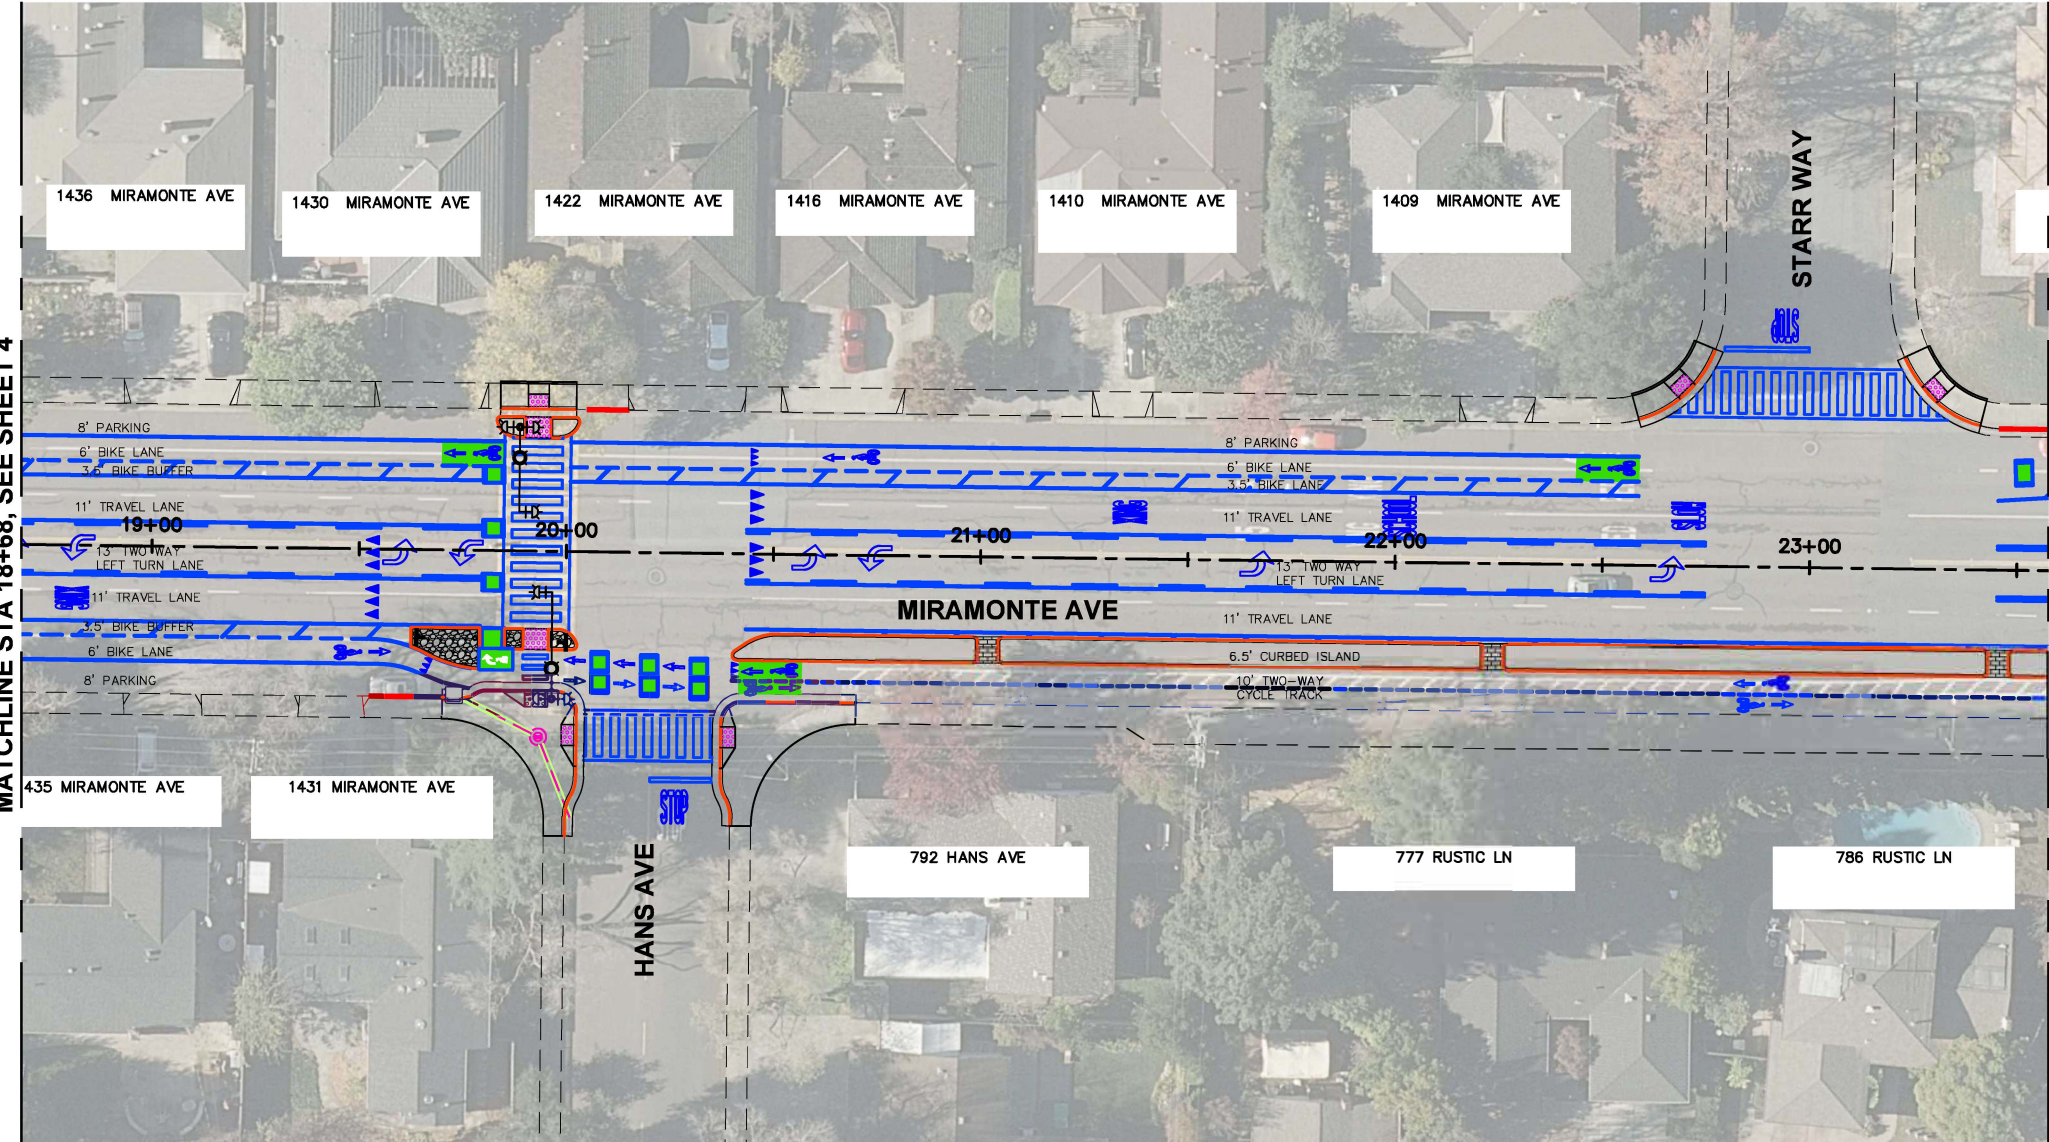 MATCHLINE STA 18+68, SEE SHEET 4
1436 MIRAMONTE AVE
1430 MIRAMONTE AVE
1422 MIRAMONTE AVE
1416 MIRAMONTE AVE
1410 MIRAMONTE AVE
1409 MIRAMONTE AVE
STARR WAY
STOP
8' PARKING
6' BIKE LANE
3.5' BIKE BUFFER
11' TRAVEL LANE
19+00
13' TWO WAY
LEFT TURN LANE
11' TRAVEL LANE
3.5' BIKE BUFFER
6' BIKE LANE
8' PARKING
20+00
21+00
22+00
23+00
8' PARKING
6' BIKE LANE
3.5' BIKE LANE
11' TRAVEL LANE
13' TWO WAY
LEFT TURN LANE
MIRAMONTE AVE
11' TRAVEL LANE
6.5' CURBED ISLAND
10' TWO-WAY
CYCLE TRACK
435 MIRAMONTE AVE
1431 MIRAMONTE AVE
STOP
HANS AVE
792 HANS AVE
777 RUSTIC LN
786 RUSTIC LN